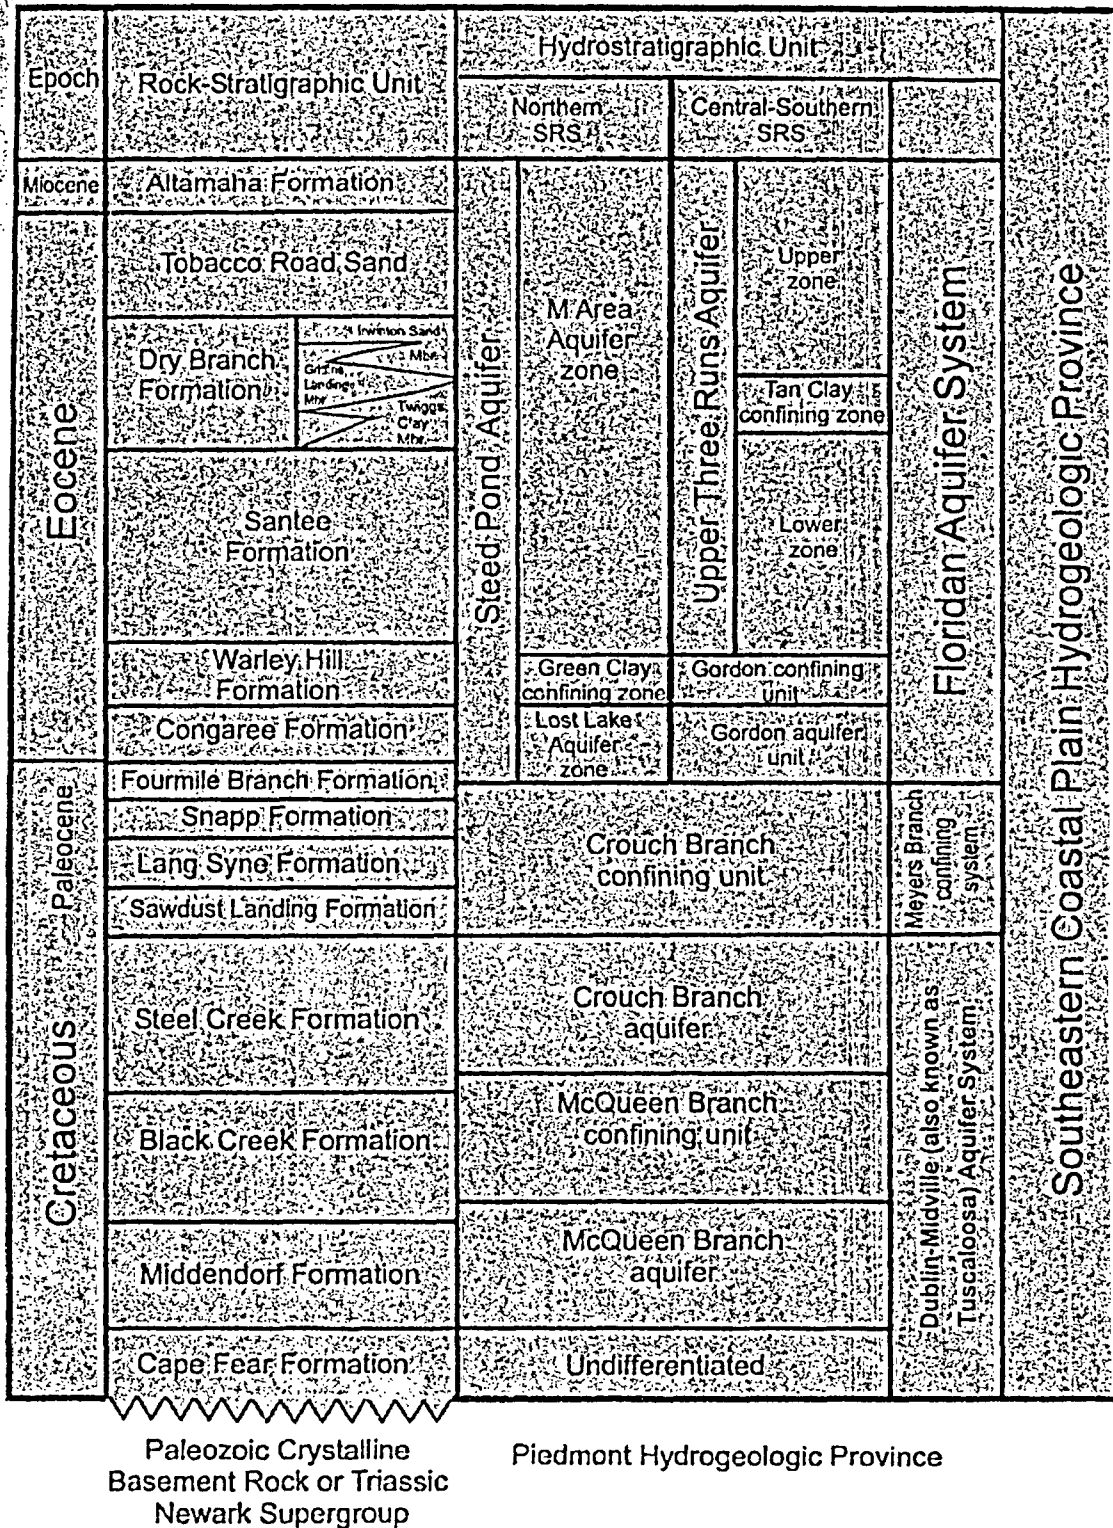 Epoch
Rock-Stratigraphic Unit
Hydrostratigraphic Unit
Northern
SRS
Central-Southern
SRS
Miocene
Altamaha Formation
Eocene
Tobacco Road Sand
Dry Branch
Formation
Irwinton Sand
Mbr.
Landing
Mbr
Twiggs
Clay
Mbr.
Santee
Formation
Warley Hill
Formation
Congaree Formation
Paleocene
Fourmile Branch Formation
Snapp Formation
Lang Syne Formation
Sawdust Landing Formation
Cretaceous
Steel Creek Formation
Black Creek Formation
Middendorf Formation
Cape Fear Formation
Steed Pond Aquifer
M Area
Aquifer
zone
Green Clay
confining zone
Lost Lake
Aquifer
zone
Upper Three Runs Aquifer
Upper
zone
Tan Clay
confining zone
Lower
zone
Gordon confining
unit
Gordon aquifer
unit
Crouch Branch
confining unit
Crouch Branch
aquifer
McQueen Branch
confining unit
McQueen Branch
aquifer
Undifferentiated
Floridan Aquifer System
Meyers Branch
confining
system
Dublin-Midville (also known as
Tuscaloosa) Aquifer System
Southeastern Coastal Plain Hydrogeologic Province
Paleozoic Crystalline
Basement Rock or Triassic
Newark Supergroup
Piedmont Hydrogeologic Province